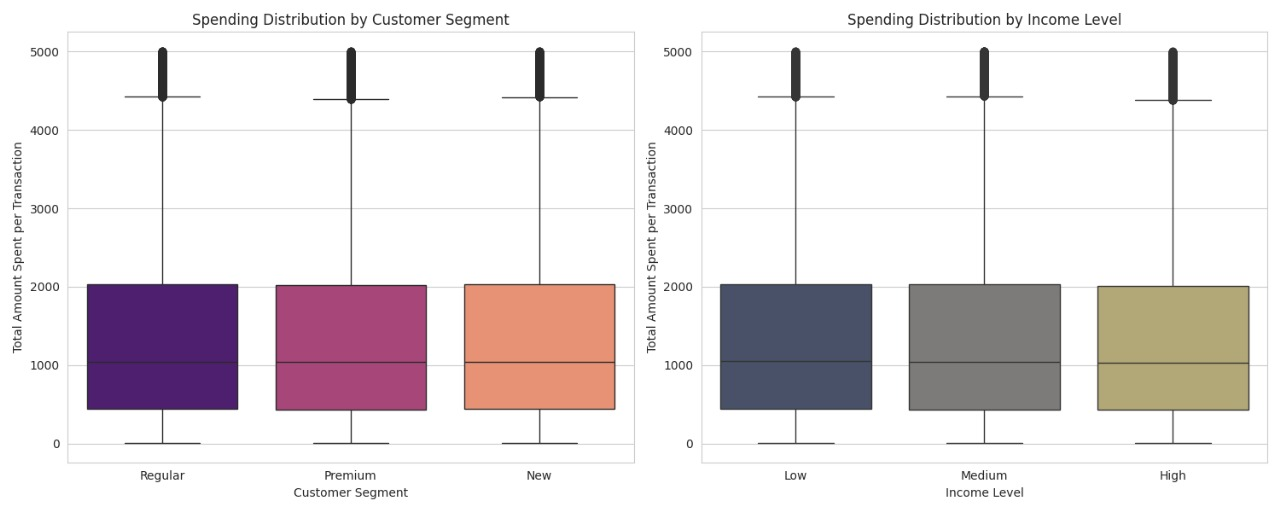 Spending Distribution by Customer Segment
Total Amount Spent per Transaction
5000
4000
3000
2000
1000
0
Regular Premium New
Customer Segment
Spending Distribution by Income Level
Total Amount Spent per Transaction
5000
4000
3000
2000
1000
0
Low Medium High
Income Level